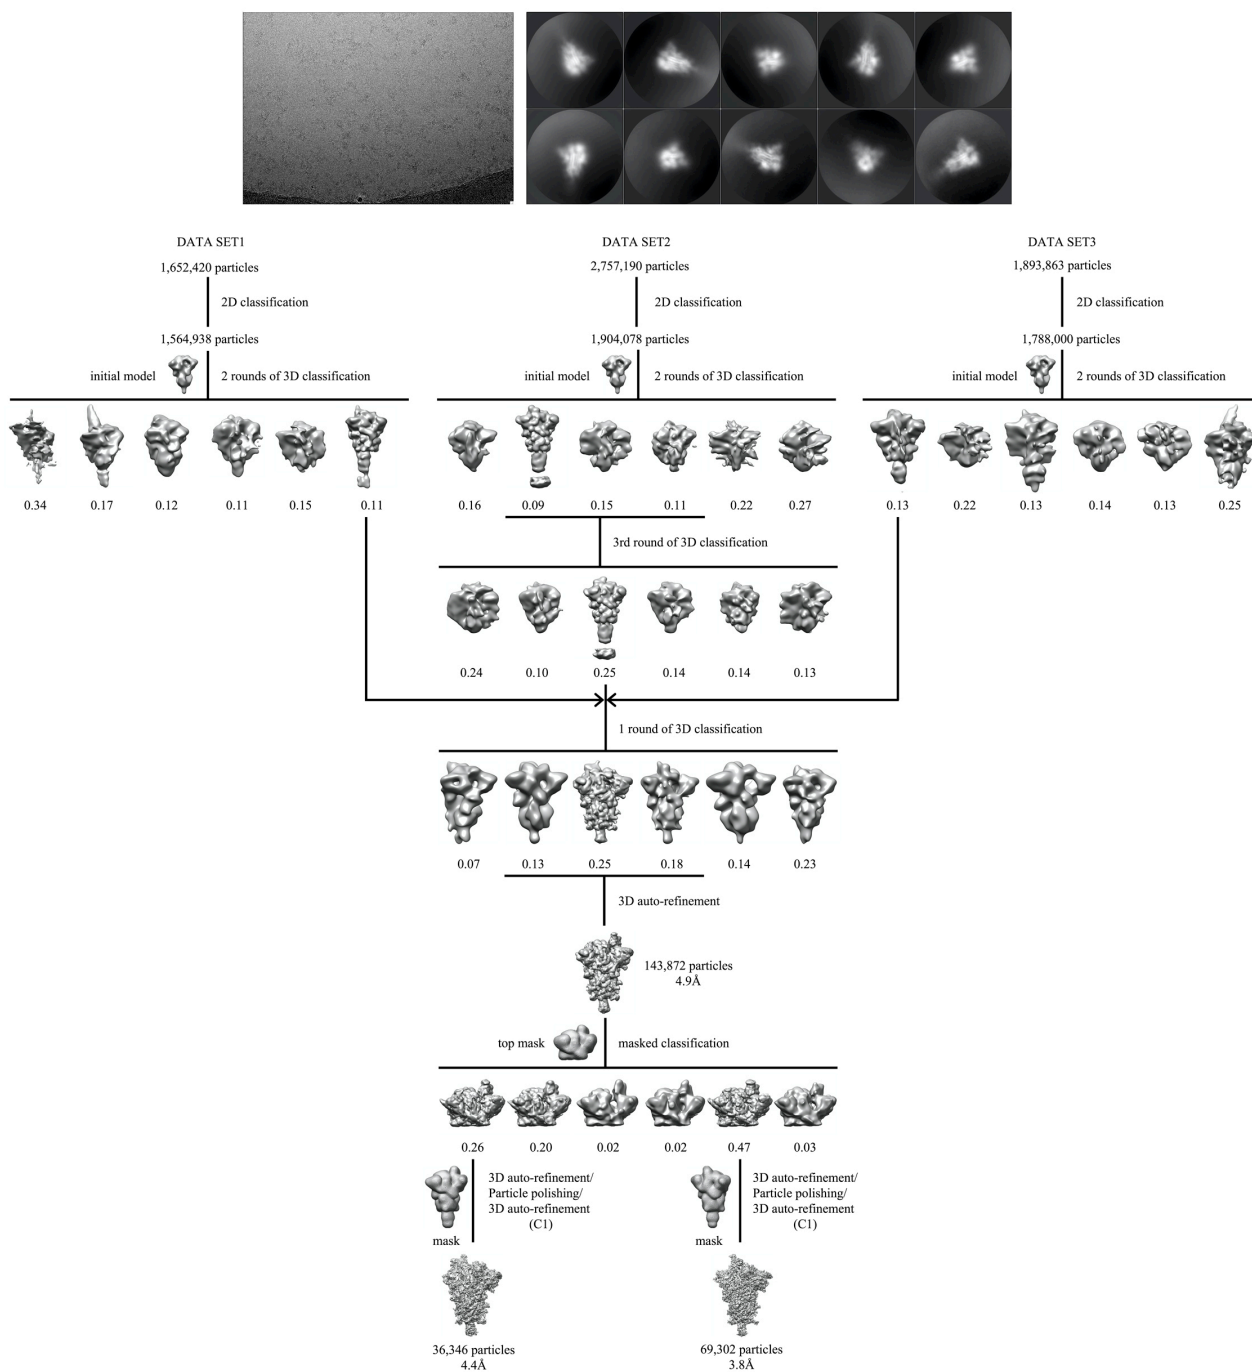 DATA SET1 DATA SET2 DATA SET3
1,652,420 particles 2,757,190 particles 1,893,863 particles
2D classification 2D classification 2D classification
1,564,938 particles 1,904,078 particles 1,788,000 particles
initial model 2 rounds of 3D classification initial model 2 rounds of 3D classification initial model 2 rounds of 3D classification
0.34 0.17 0.12 0.11 0.15 0.11 0.16 0.09 0.15 0.11 0.22 0.27 0.13 0.22 0.13 0.14 0.13 0.25
3rd round of 3D classification
0.24 0.10 0.25 0.14 0.14 0.13
1 round of 3D classification
0.07 0.13 0.25 0.18 0.14 0.23
3D auto-refinement
143,872 particles
4.9Å
top mask masked classification
0.26 0.20 0.02 0.02 0.47 0.03
3D auto-refinement/ 3D auto-refinement/
Particle polishing/ Particle polishing/
3D auto-refinement 3D auto-refinement
(C1) (C1)
mask mask
36,346 particles 69,302 particles
4.4Å 3.8Å